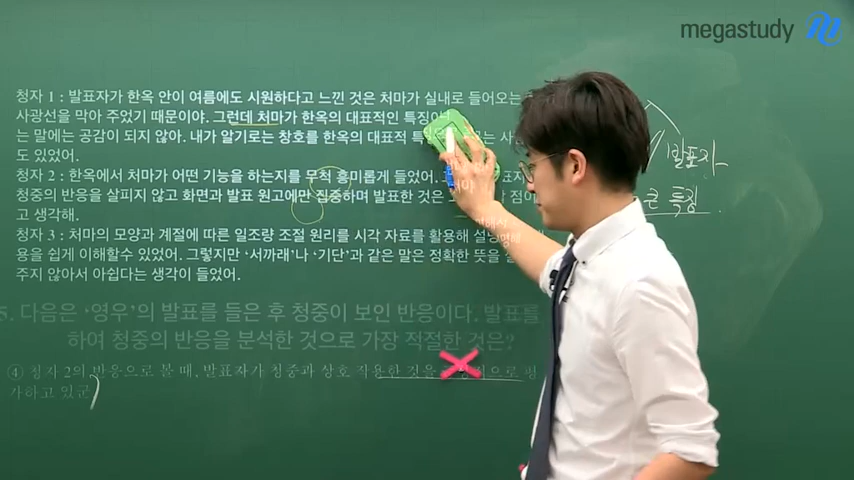 megastudy
청자 1 : 발표자가 한옥 안이 여름에도 시원하다고 느낀 것은 처마가 실내로 들어오는
사광선을 막아 주었기 때문이야. 그런데 처마가 한옥의 대표적인 특징이
는 말에는 공감이 되지 않아. 내가 알기로는 창호를 한옥의 대표적 특 는 사
도 있었어.
청자 2 : 한옥에서 처마가 어떤 기능을 하는지를 무척 흥미롭게 들었어. 표자
청중의 반응을 살피지 않고 화면과 발표 원고에만 집중하며 발표한 것은 한 점이
고 생각해.
청자 3 : 처마의 모양과 계절에 따른 일조량 조절 원리를 시각 자료를 활용해 설
용을 쉽게 이해할수 있었어. 그렇지만 ‘서까래’나 ‘기단’과 같은 말은 정확한 뜻을
주지 않아서 아쉽다는 생각이 들었어.
발표자
큰 특징
5. 다음은 ‘영우’의 발표를 들은 후 청중이 보인 반응이다. 발표를
하여 청중의 반응을 분석한 것으로 가장 적절한 것은?
④ 청자 2의 반응으로 볼 때, 발표자가 청중과 상호 작용한 것을 평
가하고 있군